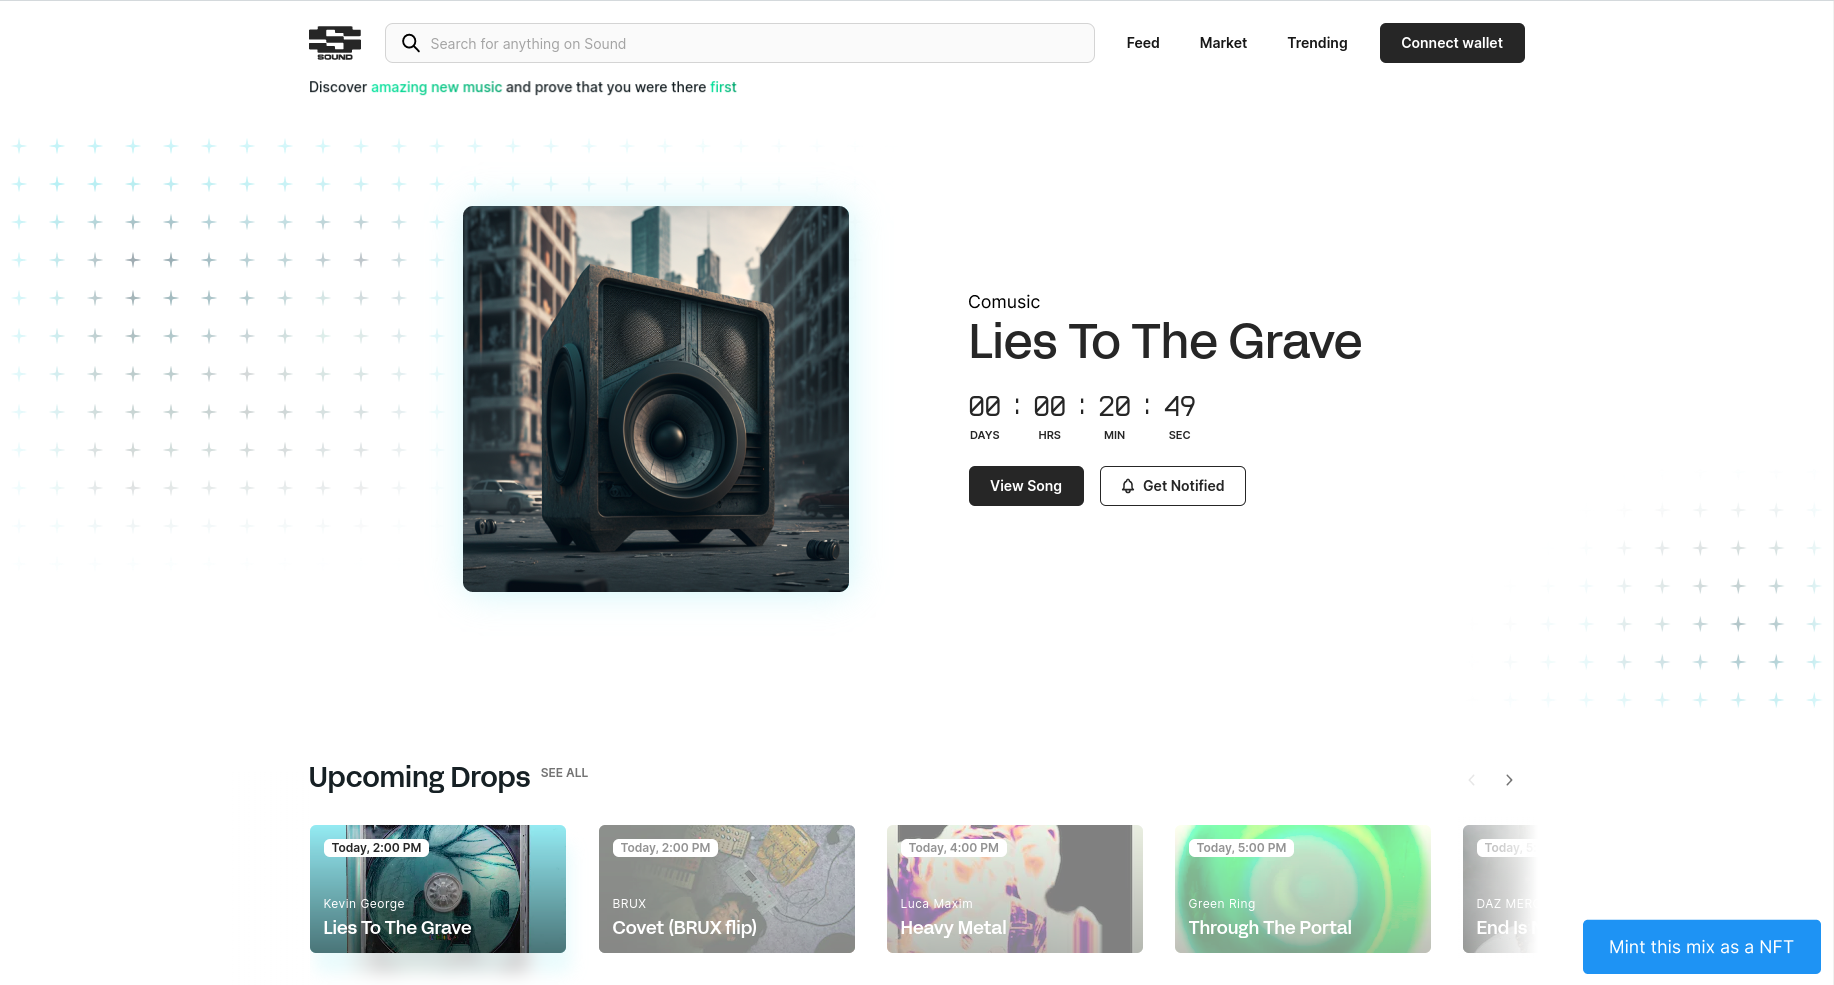 SOUND
Search for anything on Sound
Feed
Market
Trending
Connect wallet
Discover amazing new music and prove that you were there first
Comusic
Lies To The Grave
00 : 00 : 20 : 49
DAYS HRS MIN SEC
View Song
Get Notified
Upcoming Drops SEE ALL
Today, 2:00 PM
Kevin George
Lies To The Grave
Today, 2:00 PM
BRUX
Covet (BRUX flip)
Today, 4:00 PM
Luca Maxim
Heavy Metal
Today, 5:00 PM
Green Ring
Through The Portal
Today, 5
DAZ
End Is
Mint this mix as a NFT